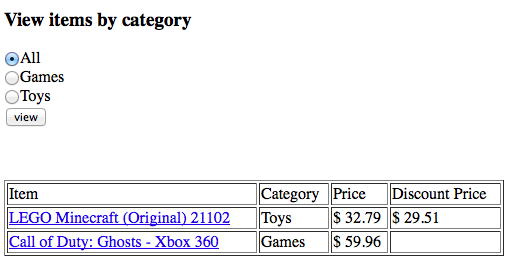 View items by category
All
Games
Toys
view
Item Category Price Discount Price
LEGO Minecraft (Original) 21102 Toys $ 32.79 $ 29.51
Call of Duty: Ghosts - Xbox 360 Games $ 59.96